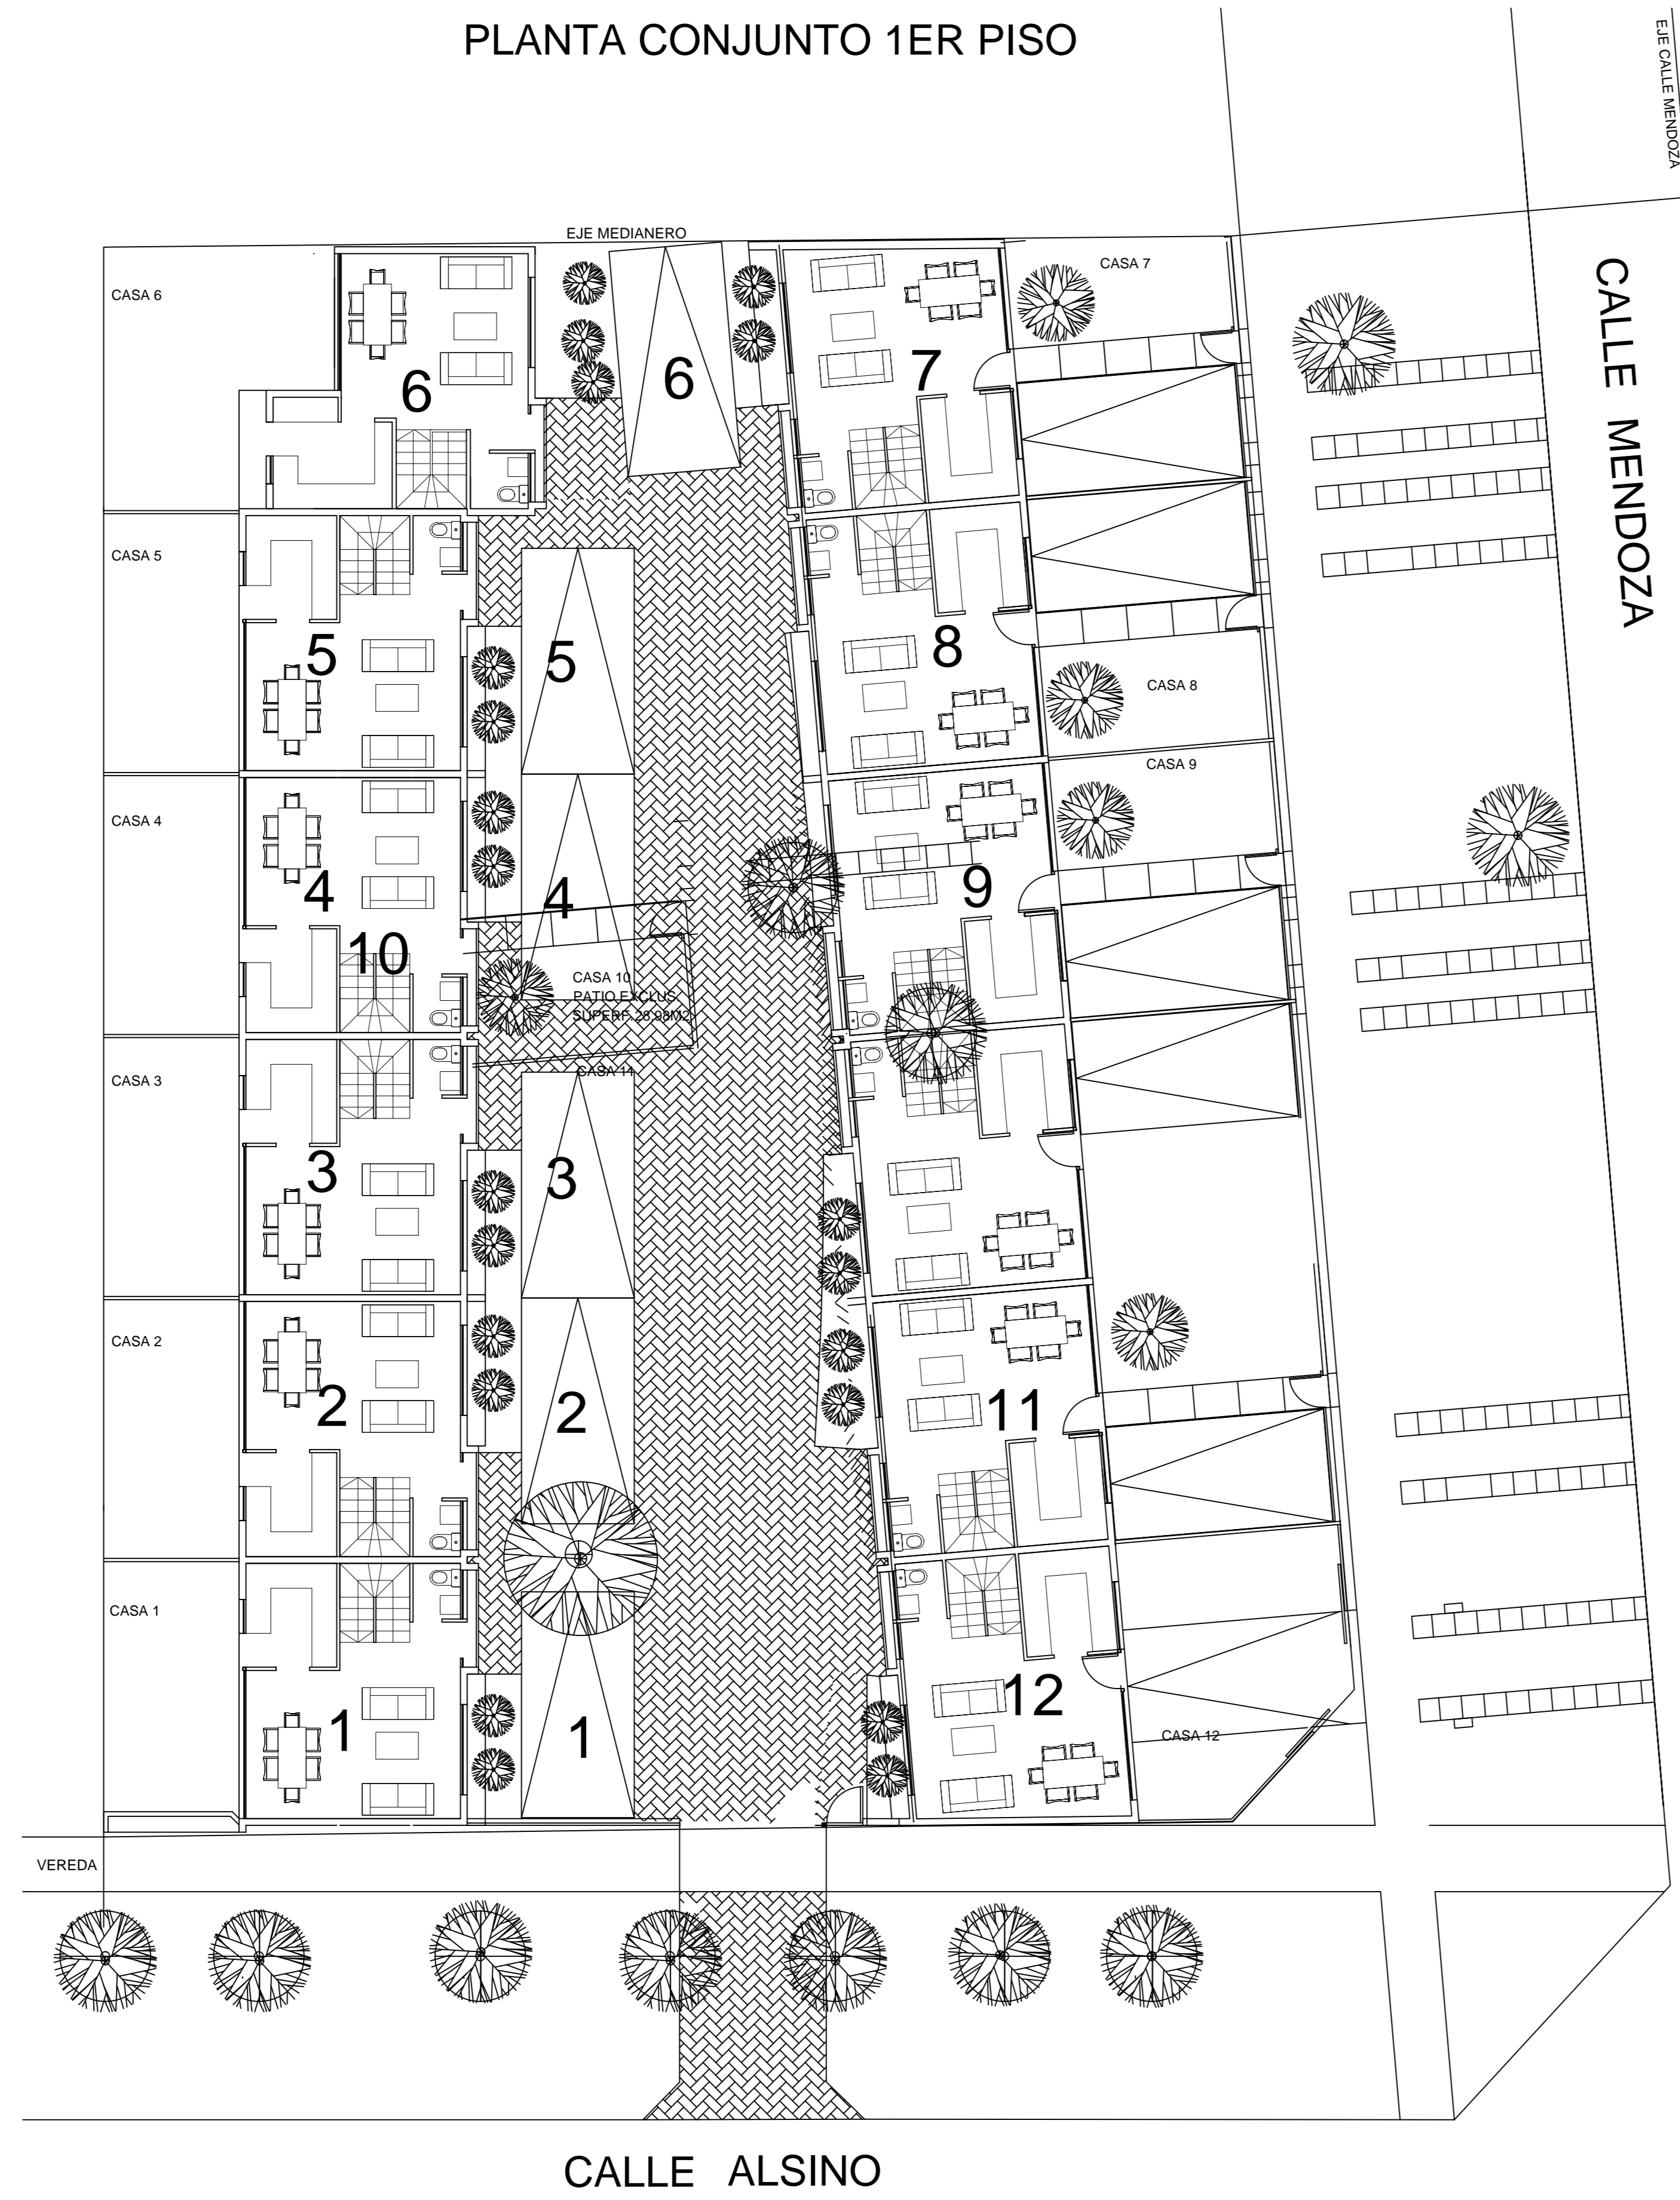 PLANTA CONJUNTO 1ER PISO
EJE CALLE MENDOZA
EJE MEDIANERO
CALLE MENDOZA
CASA 6
CASA 7
6
6
7
CASA 5
5
5
8
CASA 8
CASA 9
CASA 4
4
4
9
10
CASA 10
PATIO EXCLUS.
SUPERF. 28.98M2
CASA 11
CASA 3
3
3
CASA 2
2
2
11
CASA 1
1
1
12
CASA 12
VEREDA
CALLE ALSINO